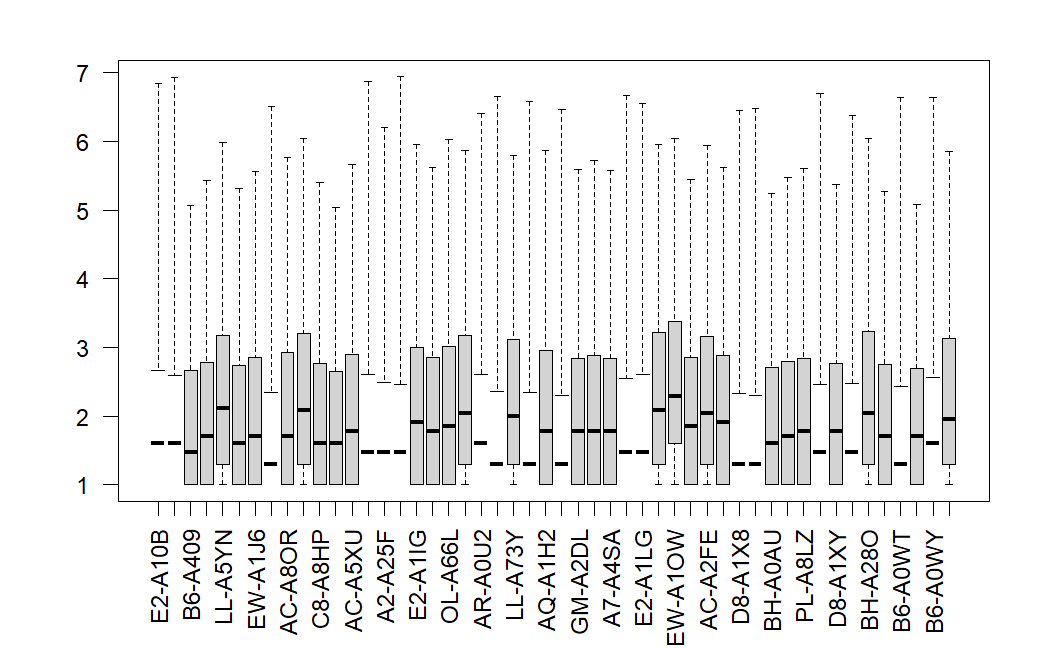 7
6
5
4
3
2
1
E2-A10B
B6-A409
LL-A5YN
EW-A1J6
AC-A8OR
C8-A8HP
AC-A5XU
A2-A25F
E2-A1IG
OL-A66L
AR-A0U2
LL-A73Y
AQ-A1H2
GM-A2DL
A7-A4SA
E2-A1LG
EW-A1OW
AC-A2FE
D8-A1X8
BH-A0AU
PL-A8LZ
D8-A1XY
BH-A28O
B6-A0WT
B6-A0WY